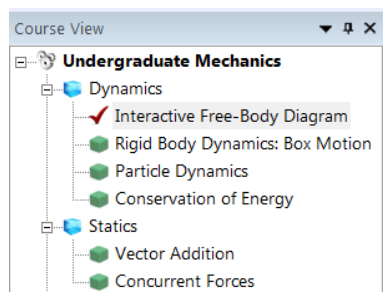 Course View
Undergraduate Mechanics
Dynamics
Interactive Free-Body Diagram
Rigid Body Dynamics: Box Motion
Particle Dynamics
Conservation of Energy
Statics
Vector Addition
Concurrent Forces